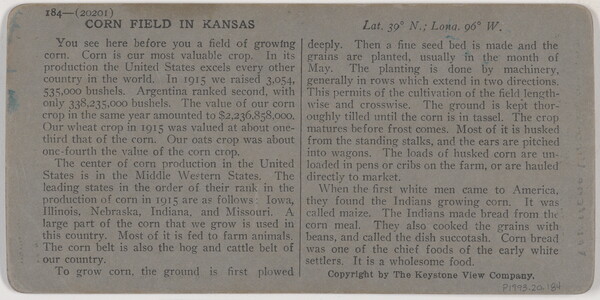 184—(20201)
CORN FIELD IN KANSAS
Lat. 39° N.; Long. 96° W.
You see here before you a field of growing
corn. Corn is our most valuable crop. In its
production the United States excels every other
country in the world. In 1915 we raised 3,054,
535,000 bushels. Argentina ranked second, with
only 338,235,000 bushels. The value of our corn
crop in the same year amounted to $2,236,858,000.
Our wheat crop in 1915 was valued at about one-
third that of the corn. Our oats crop was about
one-fourth the value of the corn crop.
The center of corn production in the United
States is in the Middle Western States. The
leading states in the order of their rank in the
production of corn in 1915 are as follows: Iowa,
Illinois, Nebraska, Indiana, and Missouri. A
large part of the corn that we grow is used in
this country. Most of it is fed to farm animals.
The corn belt is also the hog and cattle belt of
our country.
To grow corn, the ground is first plowed
deeply. Then a fine seed bed is made and the
grains are planted, usually in the month of
May. The planting is done by machinery,
generally in rows which extend in two directions.
This permits of the cultivation of the field length-
wise and crosswise. The ground is kept thor-
oughly tilled until the corn is in tassel. The crop
matures before frost comes. Most of it is husked
from the standing stalks, and the ears are pitched
into wagons. The loads of husked corn are un-
loaded in pens or cribs on the farm, or are hauled
directly to market.
When the first white men came to America,
they found the Indians growing corn. It was
called maize. The Indians made bread from the
corn meal. They also cooked the grains with
beans, and called the dish succotash. Corn bread
was one of the chief foods of the early white
settlers. It is a wholesome food.
Copyright by The Keystone View Company.
P1993.20.184